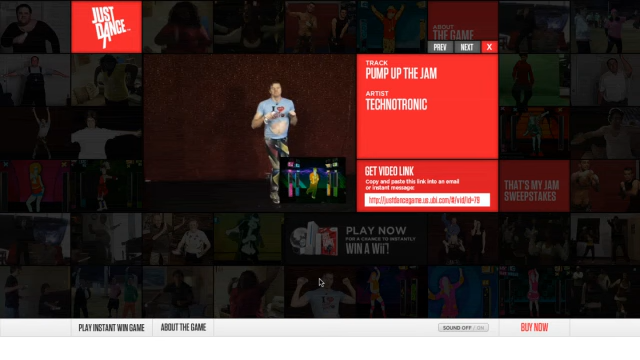 JUST
DANCE
ABOUT
THE GAME
PREV
NEXT
X
TRACK
PUMP UP THE JAM
ARTIST
TECHNOTRONIC
GET VIDEO LINK
Copy and paste this link into an email
or instant message:
http://justdancegame.us.ubi.com/#/vid/id=79
THAT'S MY JAM
SWEEPSTAKES
PLAY NOW
FOR A CHANCE TO INSTANTLY
WIN A Wii!
PLAY INSTANT WIN GAME
ABOUT THE GAME
SOUND OFF / ON
BUY NOW